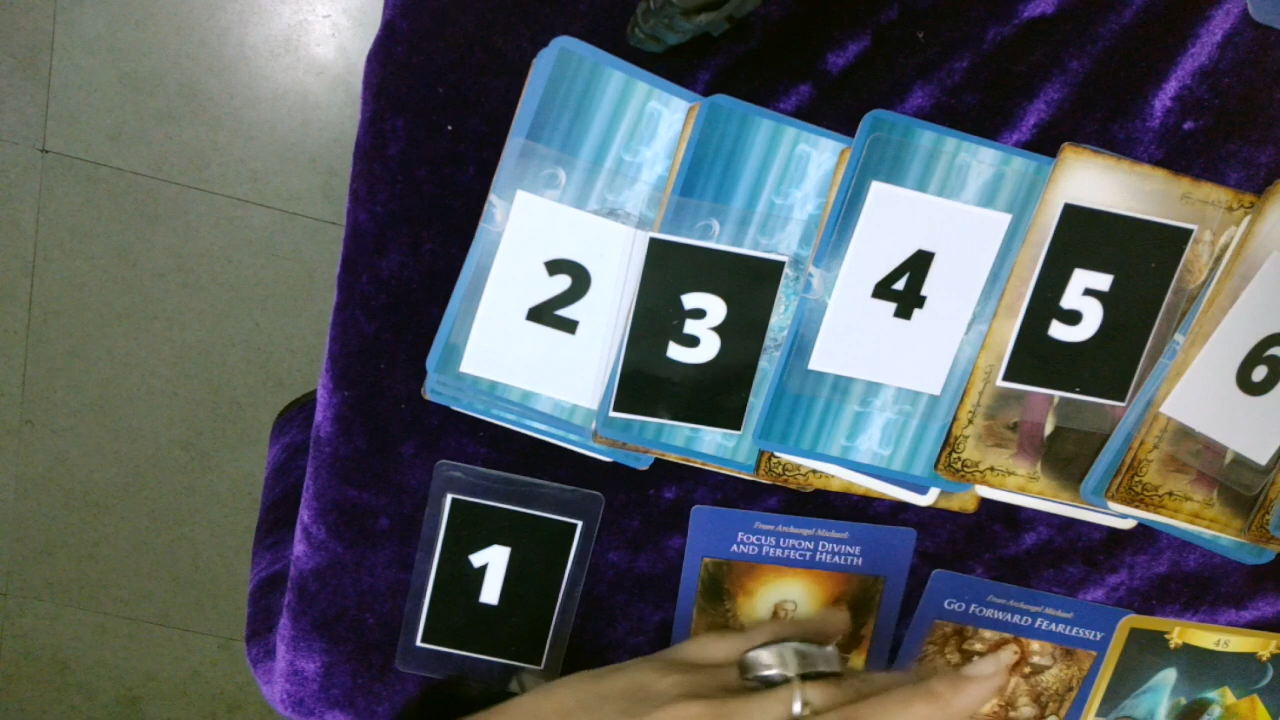 2
3
4
5
6
1
From Archangel Michael:
FOCUS UPON DIVINE
AND PERFECT HEALTH
From Archangel Michael:
GO FORWARD FEARLESSLY
48